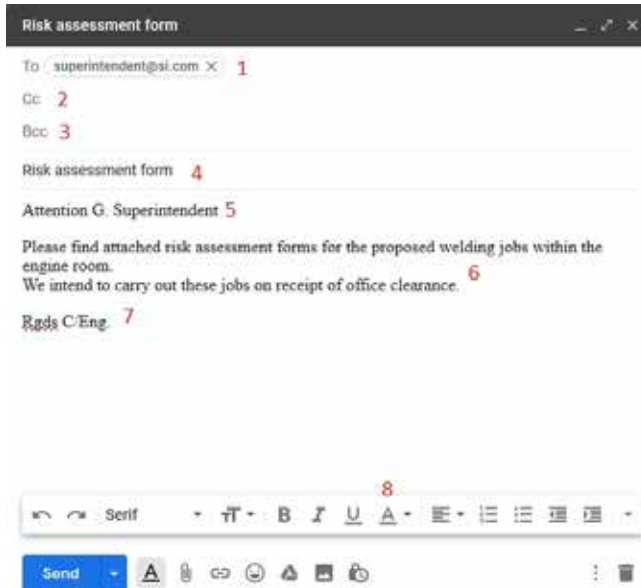 Risk assessment form
To superintendent@si.com × 1
Cc 2
Bcc 3
Risk assessment form 4
Attention G. Superintendent 5
Please find attached risk assessment forms for the proposed welding jobs within the
engine room.
We intend to carry out these jobs on receipt of office clearance. 6
Rgds C/Eng. 7
8
Serif B I U A
Send A